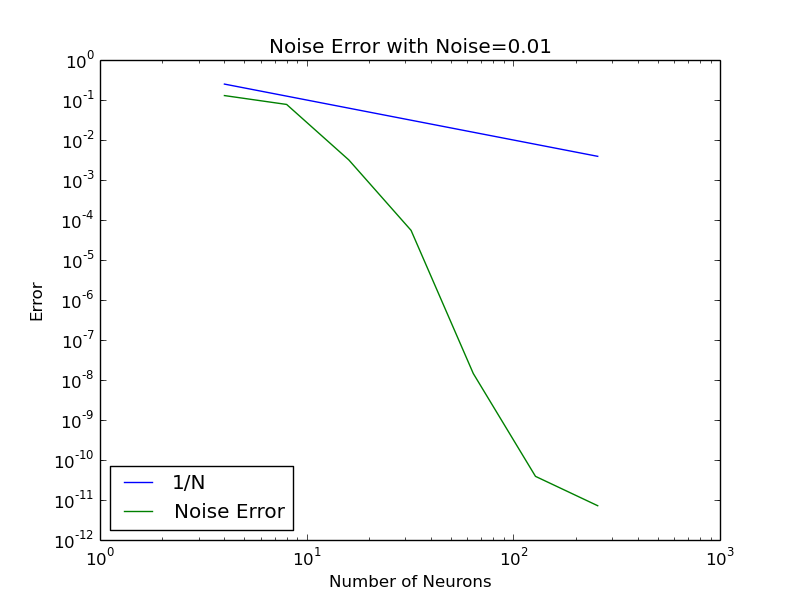 Noise Error with Noise=0.01
10^0
10^-1
10^-2
10^-3
10^-4
10^-5
10^-6
10^-7
10^-8
10^-9
10^-10
10^-11
10^-12
Error
1/N
Noise Error
10^0 10^1 10^2 10^3
Number of Neurons